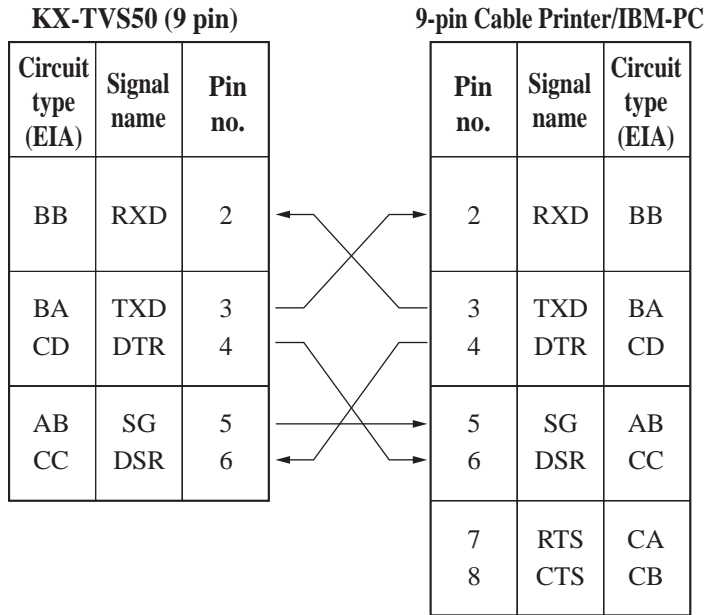 KX-TVS50 (9 pin)
Circuit type (EIA) Signal name Pin no.
BB RXD 2
BA TXD 3
CD DTR 4
AB SG 5
CC DSR 6
9-pin Cable Printer/IBM-PC
Pin no. Signal name Circuit type (EIA)
2 RXD BB
3 TXD BA
4 DTR CD
5 SG AB
6 DSR CC
7 RTS CA
8 CTS CB